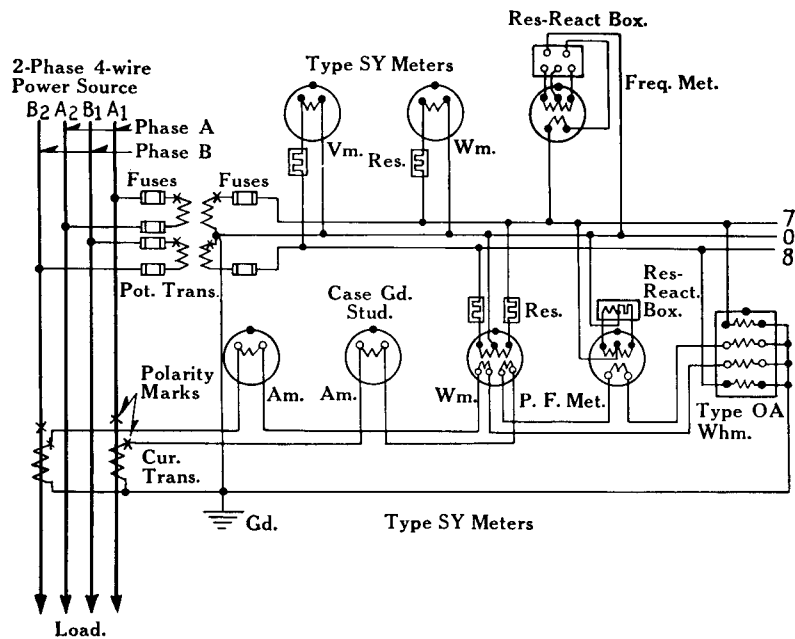 Res-React Box.
2-Phase 4-wire
Power Source
B2 A2 B1 A1
Type SY Meters
Freq. Met.
Phase A
Phase B
Vm.
Res.
Wm.
Fuses
Fuses
7
0
8
Pot. Trans.
Case Gd.
Stud.
Res.
Res-
React.
Box.
Polarity
Marks
Am.
Am.
Wm.
P. F. Met.
Type OA
Whm.
Cur.
Trans.
Gd.
Type SY Meters
Load.